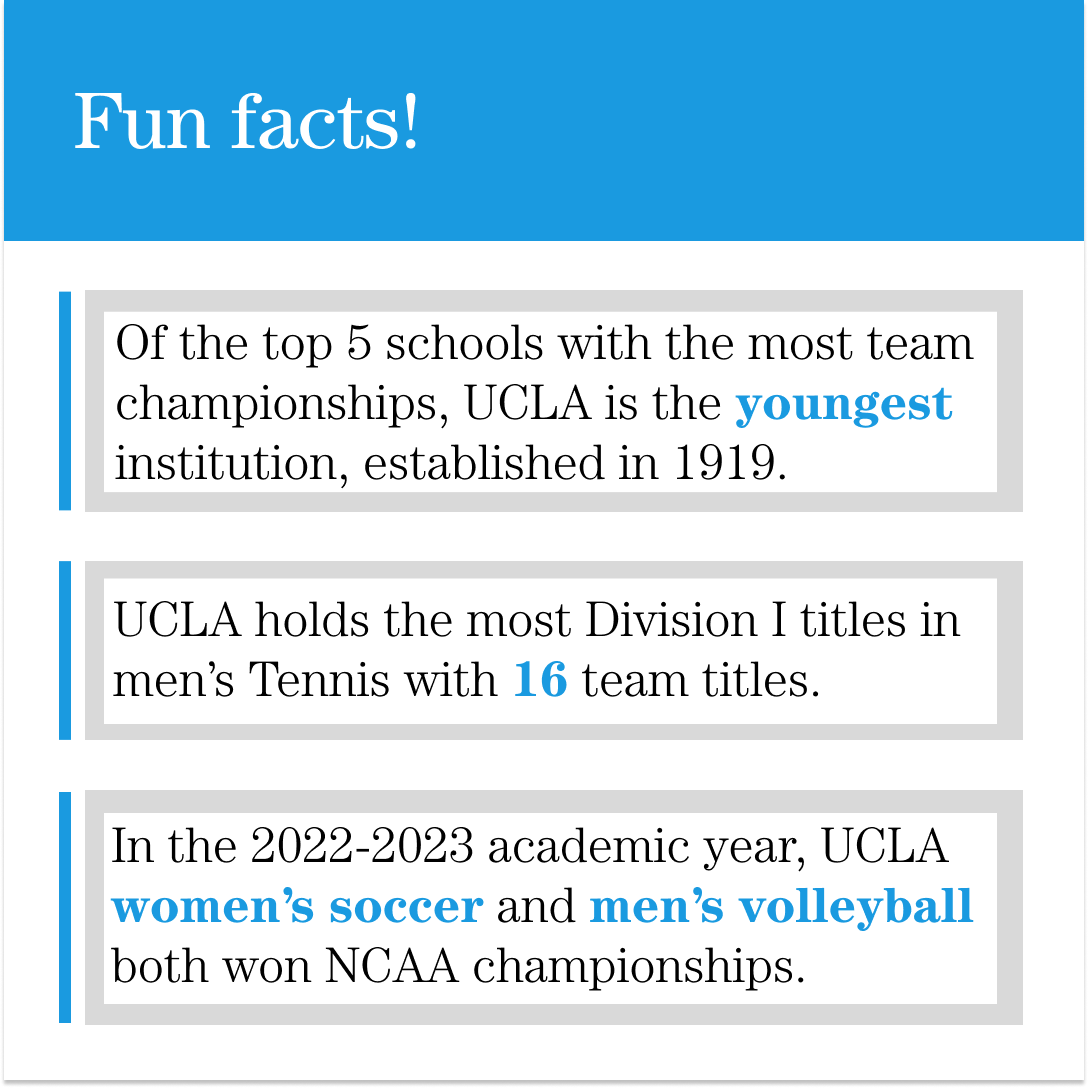 Fun facts!
Of the top 5 schools with the most team
championships, UCLA is the youngest
institution, established in 1919.
UCLA holds the most Division I titles in
men’s Tennis with 16 team titles.
In the 2022-2023 academic year, UCLA
women’s soccer and men’s volleyball
both won NCAA championships.